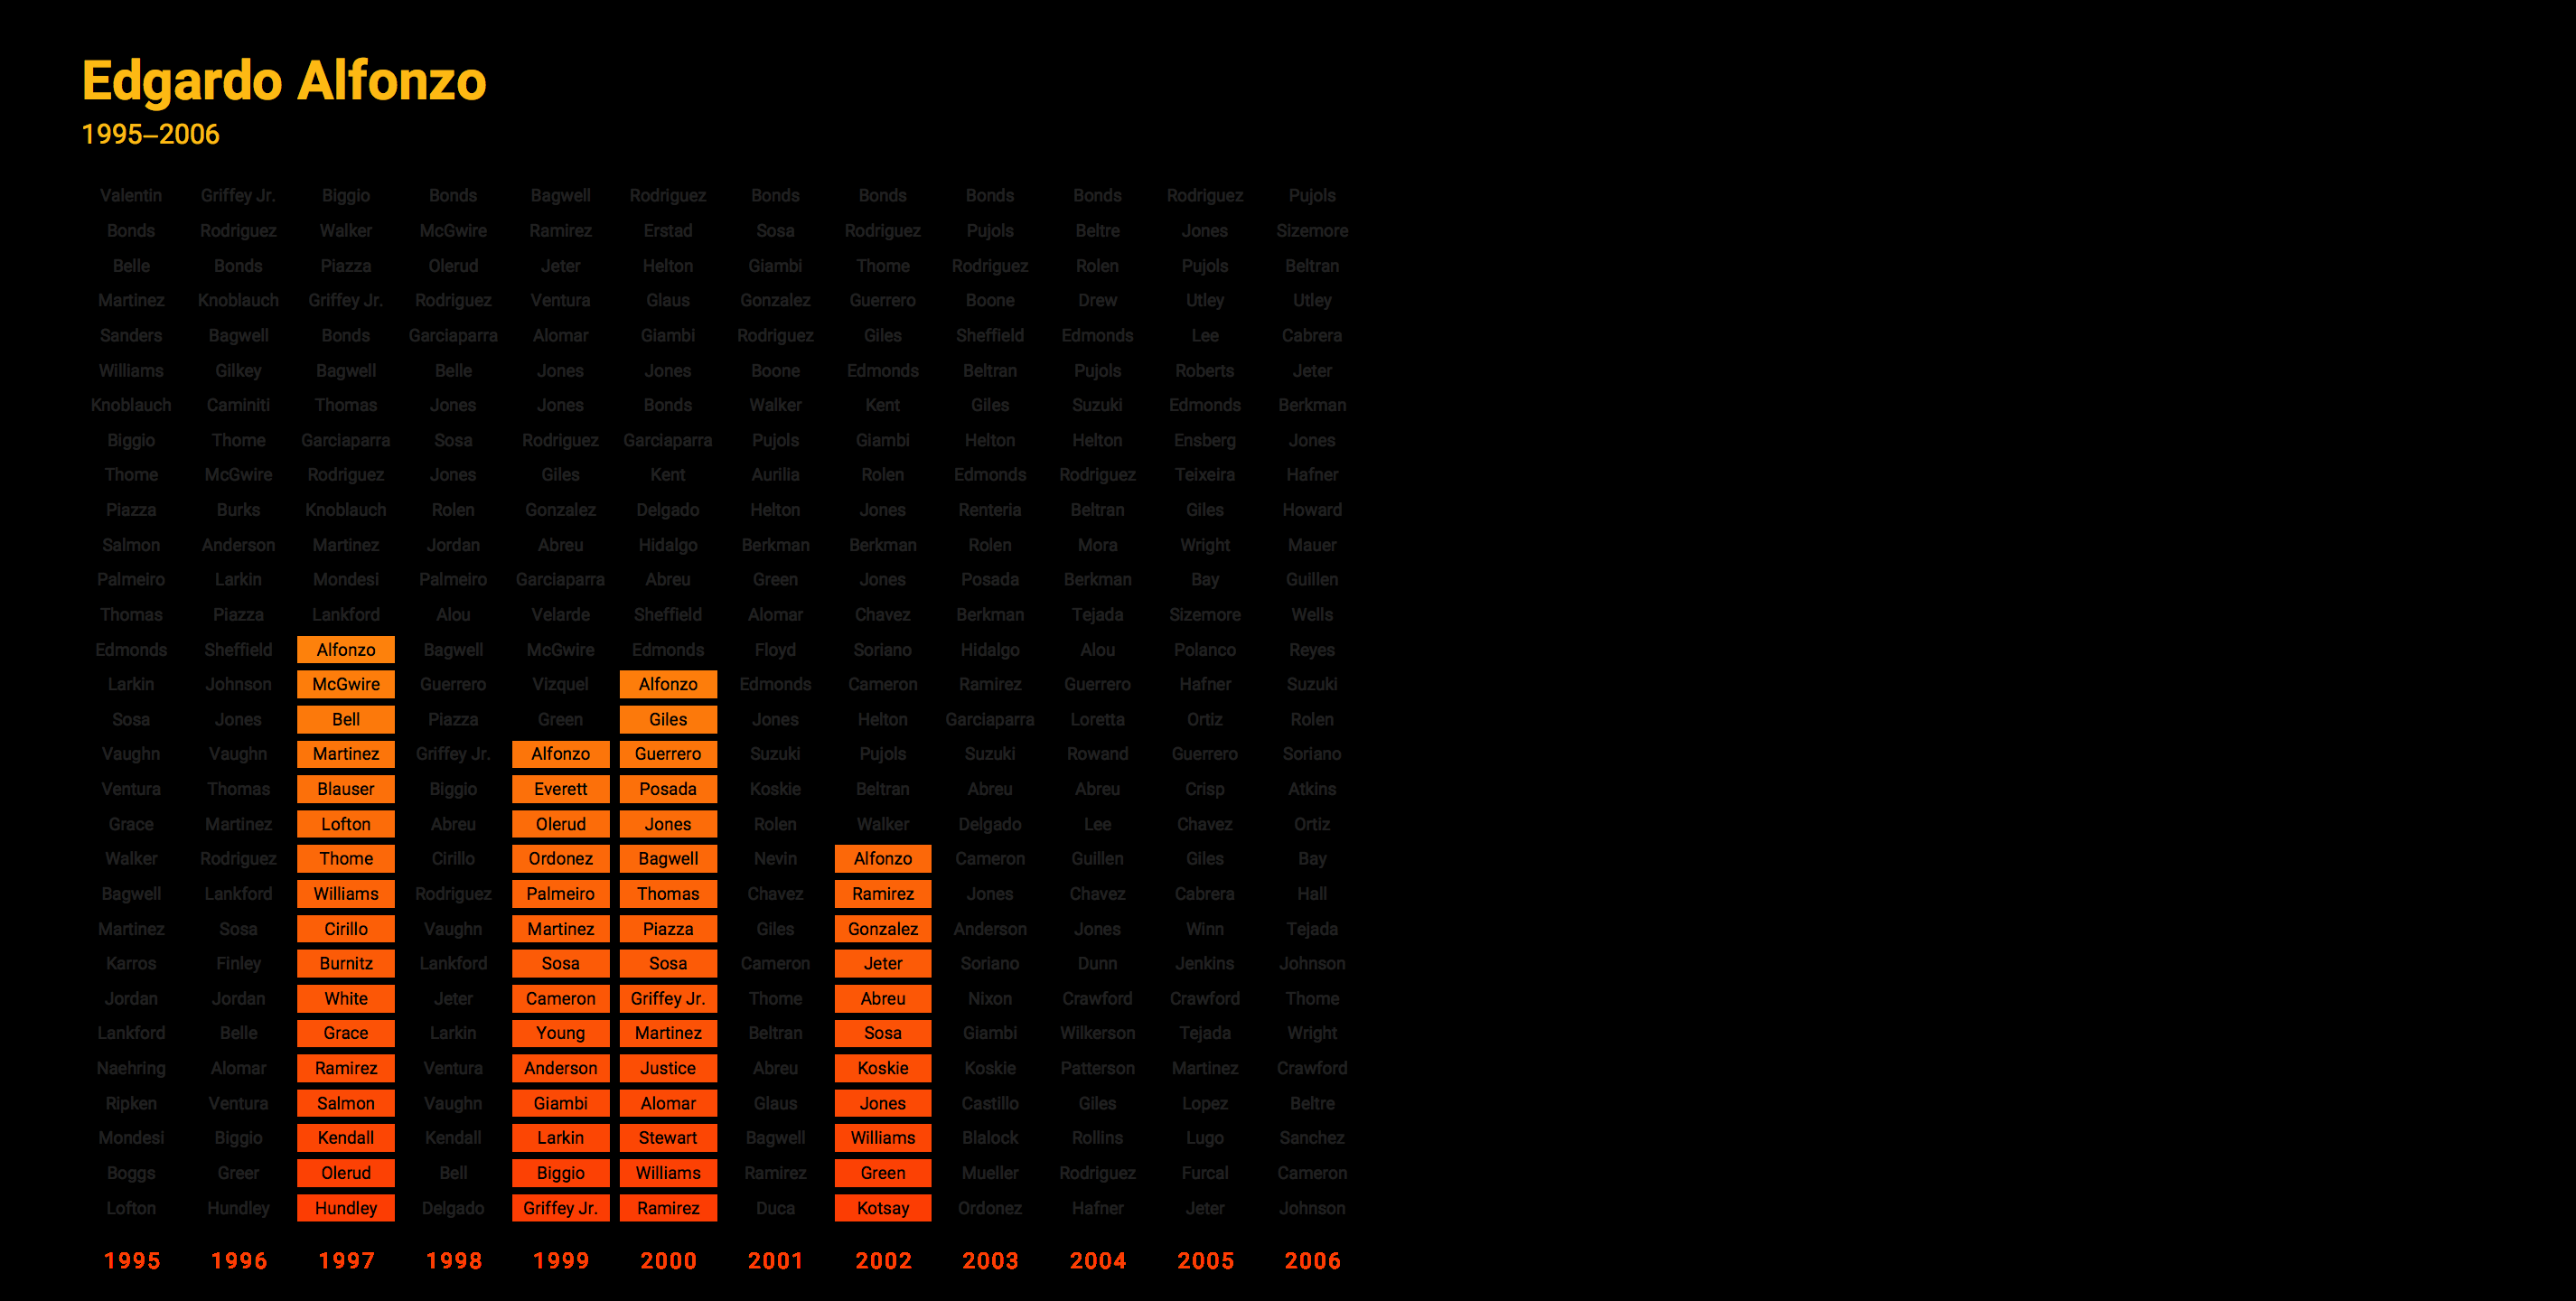 Edgardo Alfonzo
1995–2006
Valentin Griffey Jr. Biggio Bonds Bagwell Rodriguez Bonds Bonds Bonds Bonds Rodriguez Pujols
Bonds Rodriguez Walker McGwire Ramirez Erstad Sosa Rodriguez Pujols Beltre Jones Sizemore
Belle Bonds Piazza Olerud Jeter Helton Giambi Thome Rodriguez Rolen Pujols Beltran
Martinez Knoblauch Griffey Jr. Rodriguez Ventura Glaus Gonzalez Guerrero Boone Drew Utley Utley
Sanders Bagwell Bonds Garciaparra Alomar Giambi Rodriguez Giles Sheffield Edmonds Lee Cabrera
Williams Gilkey Bagwell Belle Jones Jones Boone Edmonds Beltran Pujols Roberts Jeter
Knoblauch Caminiti Thomas Jones Jones Bonds Walker Kent Giles Suzuki Edmonds Berkman
Biggio Thome Garciaparra Sosa Rodriguez Garciaparra Pujols Giambi Helton Helton Ensberg Jones
Thome McGwire Rodriguez Jones Giles Kent Aurilia Rolen Edmonds Rodriguez Teixeira Hafner
Piazza Burks Knoblauch Rolen Gonzalez Delgado Helton Jones Renteria Beltran Giles Howard
Salmon Anderson Martinez Jordan Abreu Hidalgo Berkman Berkman Rolen Mora Wright Mauer
Palmeiro Larkin Mondesi Palmeiro Garciaparra Abreu Green Jones Posada Berkman Bay Guillen
Thomas Piazza Lankford Alou Velarde Sheffield Alomar Chavez Berkman Tejada Sizemore Wells
Edmonds Sheffield Alfonzo Bagwell McGwire Edmonds Floyd Soriano Hidalgo Alou Polanco Reyes
Larkin Johnson McGwire Guerrero Vizquel Alfonzo Edmonds Cameron Ramirez Guerrero Hafner Suzuki
Sosa Jones Bell Piazza Green Giles Jones Helton Garciaparra Loretta Ortiz Rolen
Vaughn Vaughn Martinez Griffey Jr. Alfonzo Guerrero Suzuki Pujols Suzuki Rowand Guerrero Soriano
Ventura Thomas Blauser Biggio Everett Posada Koskie Beltran Abreu Abreu Crisp Atkins
Grace Martinez Lofton Abreu Olerud Jones Rolen Walker Delgado Lee Chavez Ortiz
Walker Rodriguez Thome Cirillo Ordonez Bagwell Nevin Alfonzo Cameron Guillen Giles Bay
Bagwell Lankford Williams Rodriguez Palmeiro Thomas Chavez Ramirez Jones Chavez Cabrera Hall
Martinez Sosa Cirillo Vaughn Martinez Piazza Giles Gonzalez Anderson Jones Winn Tejada
Karros Finley Burnitz Lankford Sosa Sosa Cameron Jeter Soriano Dunn Jenkins Johnson
Jordan Jordan White Jeter Cameron Griffey Jr. Thome Abreu Nixon Crawford Crawford Thome
Lankford Belle Grace Larkin Young Martinez Beltran Sosa Giambi Wilkerson Tejada Wright
Naehring Alomar Ramirez Ventura Anderson Justice Abreu Koskie Koskie Patterson Martinez Crawford
Ripken Ventura Salmon Vaughn Giambi Alomar Glaus Jones Castillo Giles Lopez Beltre
Mondesi Biggio Kendall Kendall Larkin Stewart Bagwell Williams Blalock Rollins Lugo Sanchez
Boggs Greer Olerud Bell Biggio Williams Ramirez Green Mueller Rodriguez Furcal Cameron
Lofton Hundley Hundley Delgado Griffey Jr. Ramirez Duca Kotsay Ordonez Hafner Jeter Johnson
1995 1996 1997 1998 1999 2000 2001 2002 2003 2004 2005 2006